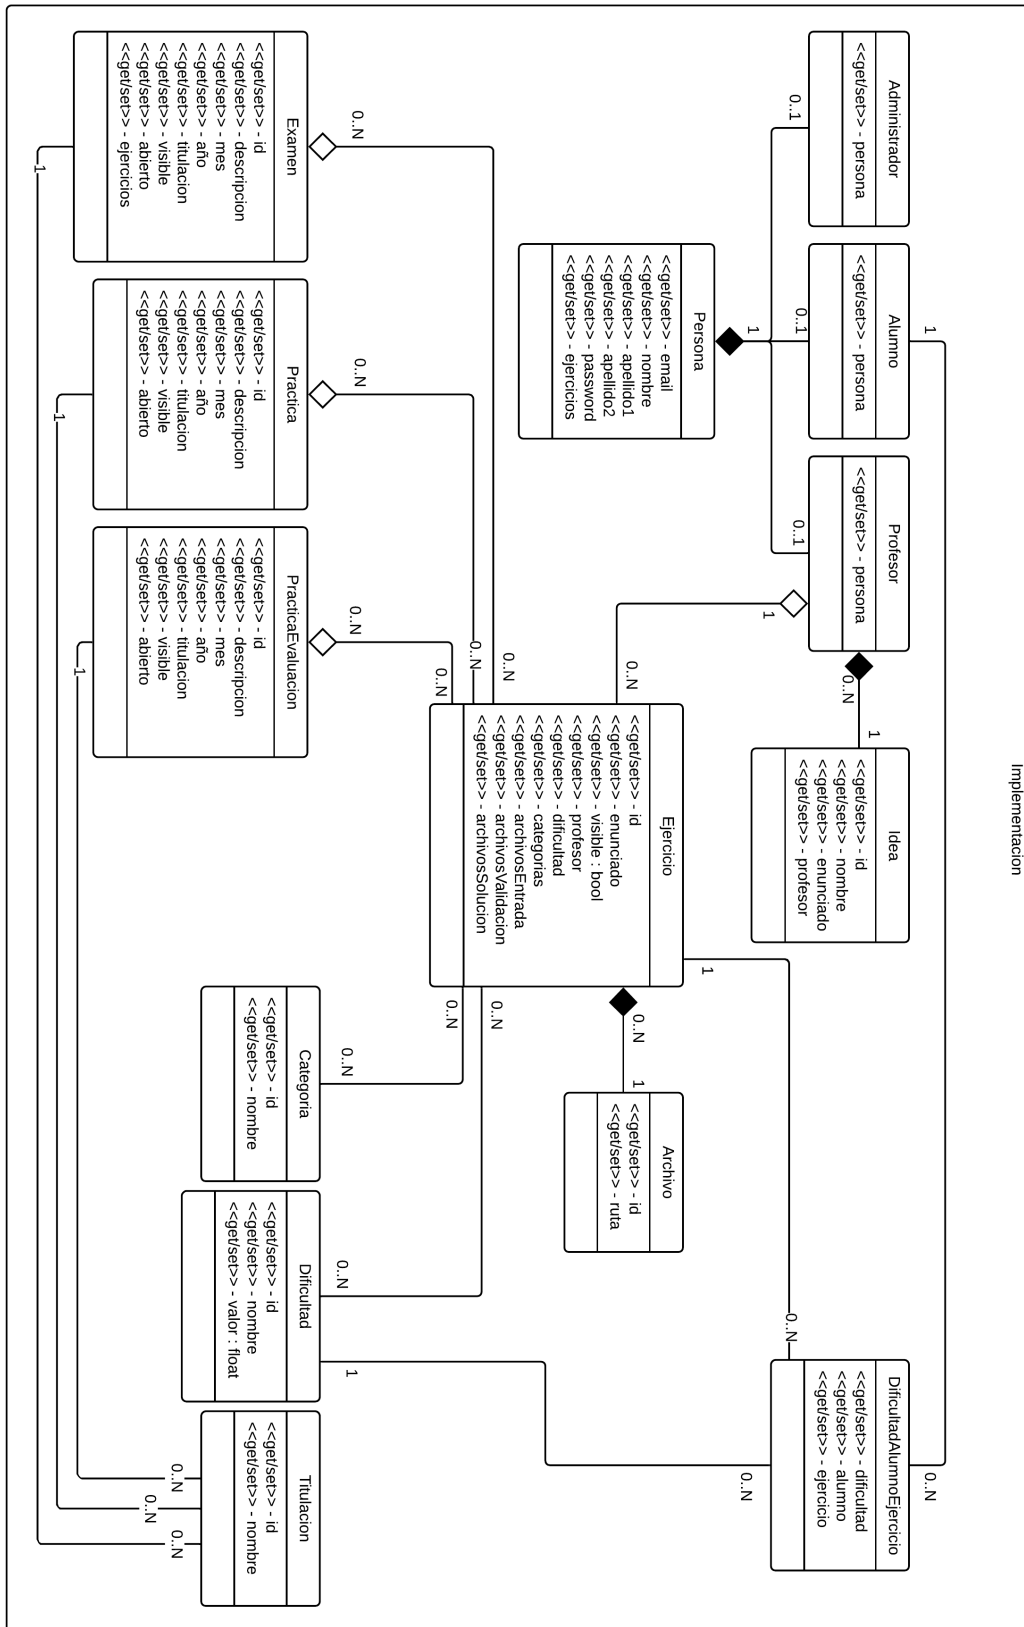 Implementacion
Administrador
<<get/set>> - persona
Alumno
<<get/set>> - persona
Profesor
<<get/set>> - persona
Idea
<<get/set>> - id
<<get/set>> - nombre
<<get/set>> - enunciado
<<get/set>> - profesor
DificultadAlumnoEjercicio
<<get/set>> - dificultad
<<get/set>> - alumno
<<get/set>> - ejercicio
Persona
<<get/set>> - email
<<get/set>> - nombre
<<get/set>> - apellido1
<<get/set>> - apellido2
<<get/set>> - password
<<get/set>> - ejercicios
Ejercicio
<<get/set>> - id
<<get/set>> - enunciado
<<get/set>> - visible : bool
<<get/set>> - profesor
<<get/set>> - dificultad
<<get/set>> - categorias
<<get/set>> - archivosEntrada
<<get/set>> - archivosValidacion
<<get/set>> - archivosSolucion
Archivo
<<get/set>> - id
<<get/set>> - ruta
Examen
<<get/set>> - id
<<get/set>> - descripcion
<<get/set>> - mes
<<get/set>> - año
<<get/set>> - titulacion
<<get/set>> - visible
<<get/set>> - abierto
<<get/set>> - ejercicios
Practica
<<get/set>> - id
<<get/set>> - descripcion
<<get/set>> - mes
<<get/set>> - año
<<get/set>> - titulacion
<<get/set>> - visible
<<get/set>> - abierto
PracticaEvaluacion
<<get/set>> - id
<<get/set>> - descripcion
<<get/set>> - mes
<<get/set>> - año
<<get/set>> - titulacion
<<get/set>> - visible
<<get/set>> - abierto
Categoria
<<get/set>> - id
<<get/set>> - nombre
Dificultad
<<get/set>> - id
<<get/set>> - nombre
<<get/set>> - valor : float
Titulacion
<<get/set>> - id
<<get/set>> - nombre
1
0..N
0..1
0..1
0..1
1
1
0..N
0..N
1
1
0..N
0..N
1
1
0..N
0..N
0..N
0..N
0..N
0..N
0..N
0..N
0..N
0..N
0..N
1
0..N
1
1
1
0..N
0..N
0..N